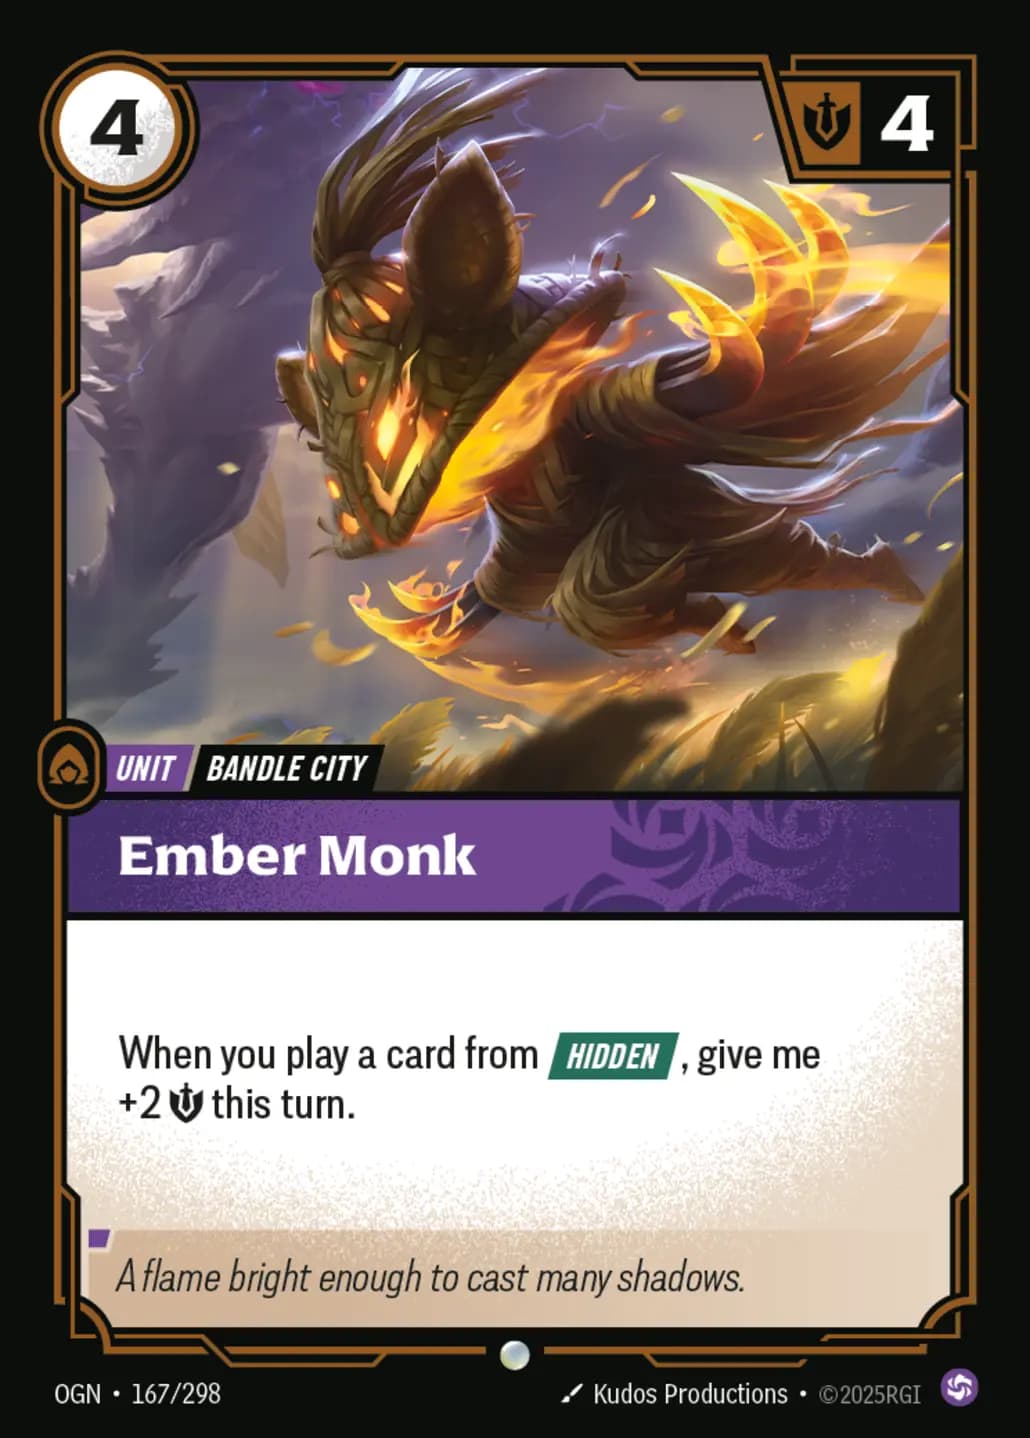 4
4
UNIT
BANDLE CITY
Ember Monk
When you play a card from HIDDEN, give me
+2 this turn.
A flame bright enough to cast many shadows.
OGN • 167/298
Kudos Productions • ©2025RGI